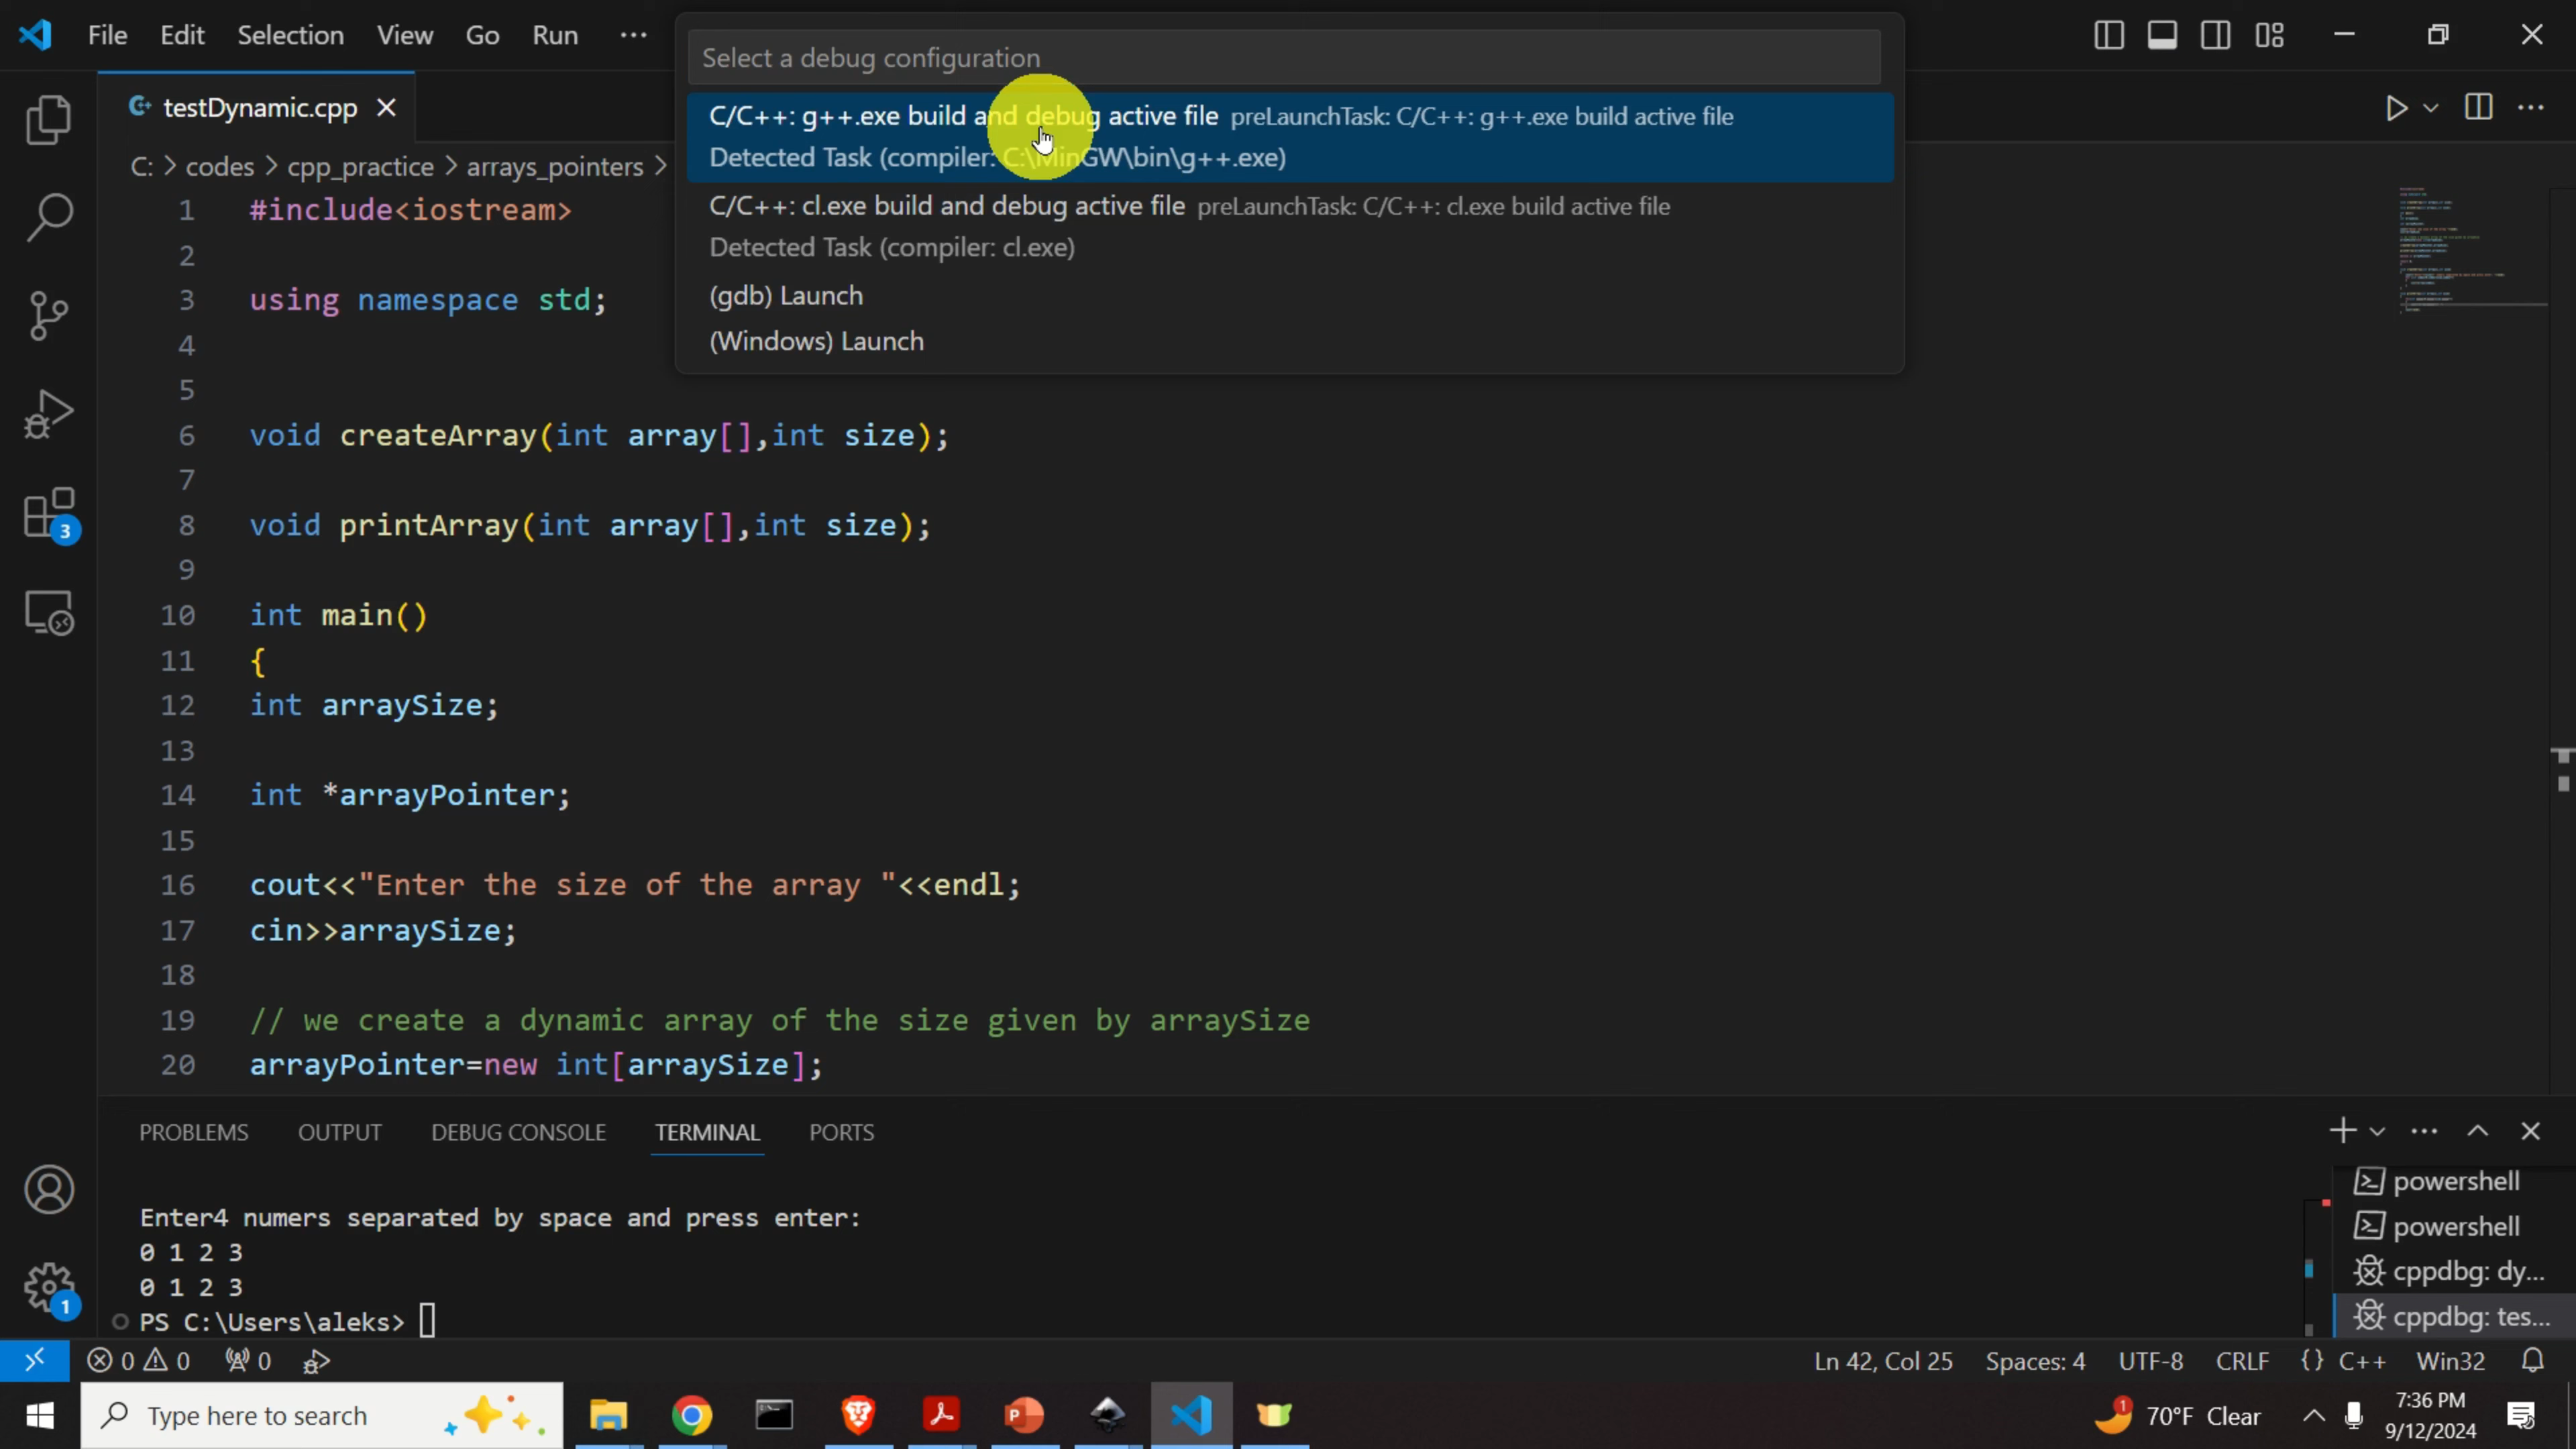 File Edit Selection View Go Run ...
Select a debug configuration
C/C++: g++.exe build and debug active file preLaunchTask: C/C++: g++.exe build active file
Detected Task (compiler: C:\MinGW\bin\g++.exe)
C/C++: cl.exe build and debug active file preLaunchTask: C/C++: cl.exe build active file
Detected Task (compiler: cl.exe)
(gdb) Launch
(Windows) Launch
testDynamic.cpp
C: > codes > cpp_practice > arrays_pointers >
1 #include<iostream>
2
3 using namespace std;
4
5
6 void createArray(int array[],int size);
7
8 void printArray(int array[],int size);
9
10 int main()
11 {
12 int arraySize;
13
14 int *arrayPointer;
15
16 cout<<"Enter the size of the array "<<endl;
17 cin>>arraySize;
18
19 // we create a dynamic array of the size given by arraySize
20 arrayPointer=new int[arraySize];
3
1
PROBLEMS OUTPUT DEBUG CONSOLE TERMINAL PORTS
Enter4 numers separated by space and press enter:
0 1 2 3
0 1 2 3
PS C:\Users\aleks>
powershell
powershell
cppdbg: dy...
cppdbg: tes...
0 0 0 Ln 42, Col 25 Spaces: 4 UTF-8 CRLF {} C++ Win32
Type here to search
1
70°F Clear
7:36 PM
9/12/2024